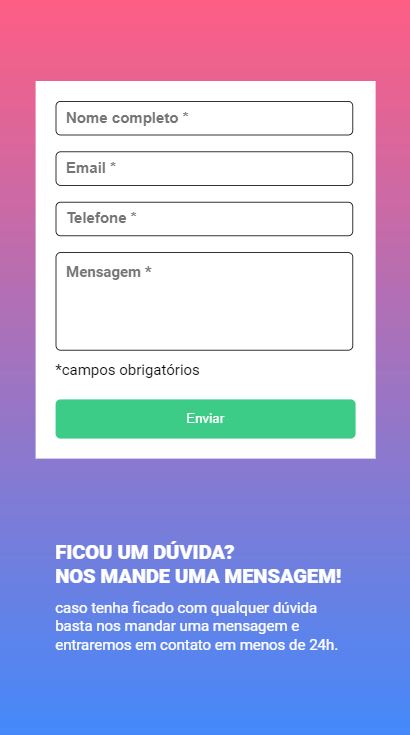 Nome completo *
Email *
Telefone *
Mensagem *
*campos obrigatórios
Enviar
FICOU UM DÚVIDA?
NOS MANDE UMA MENSAGEM!
caso tenha ficado com qualquer dúvida
basta nos mandar uma mensagem e
entraremos em contato em menos de 24h.